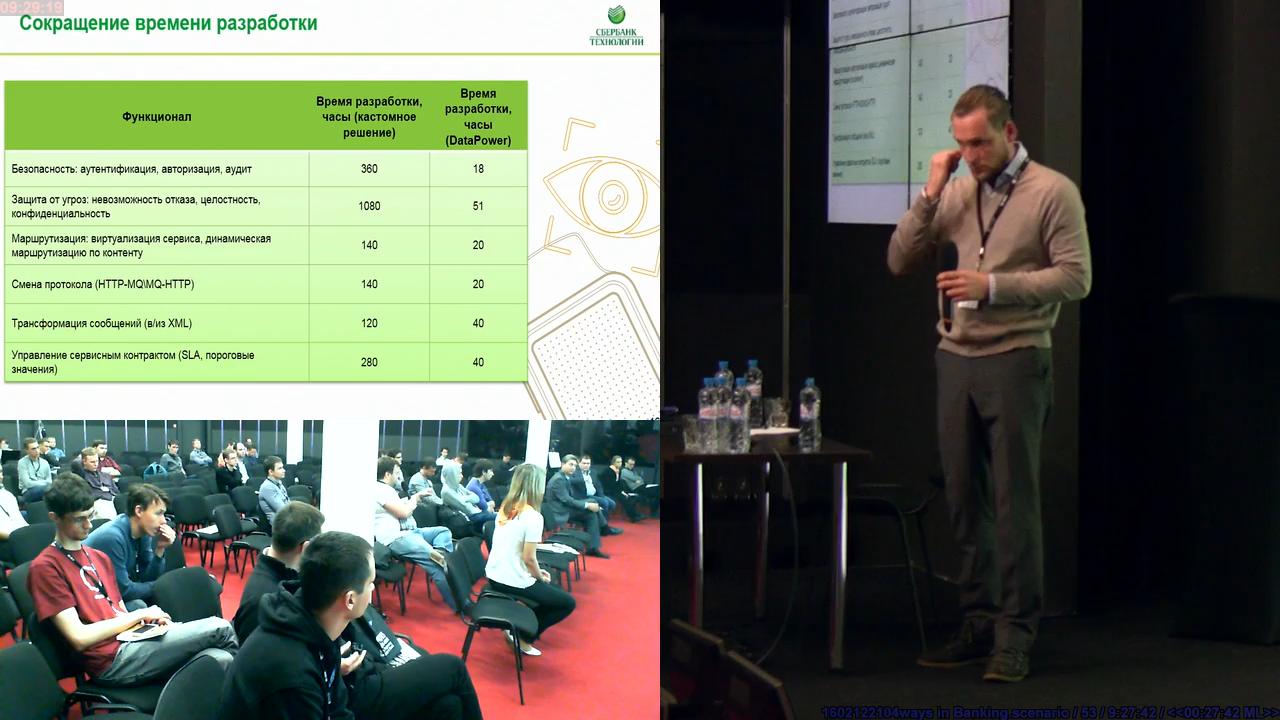 09:29:19
Сокращение времени разработки
СБЕРБАНК
ТЕХНОЛОГИИ
Функционал
Время разработки,
часы (кастомное
решение)
Время
разработки,
часы
(DataPower)
Безопасность: аутентификация, авторизация, аудит
360
18
Защита от угроз: невозможность отказа, целостность,
конфиденциальность
1080
51
Маршрутизация: виртуализация сервиса, динамическая
маршрутизацию по контенту
140
20
Смена протокола (HTTP-MQ\MQ-HTTP)
140
20
Трансформация сообщений (в/из XML)
120
40
Управление сервисным контрактом (SLA, пороговые
значения)
280
40
1602122104ways in Banking scenario / 53 / 9:27:42 / <<00:27:42 ML>>